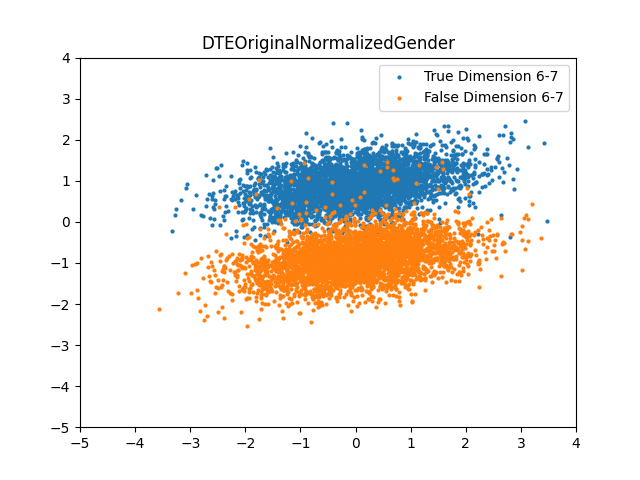 DTEOriginalNormalizedGender
True Dimension 6-7
False Dimension 6-7
4
3
2
1
0
−1
−2
−3
−4
−5
−5 −4 −3 −2 −1 0 1 2 3 4